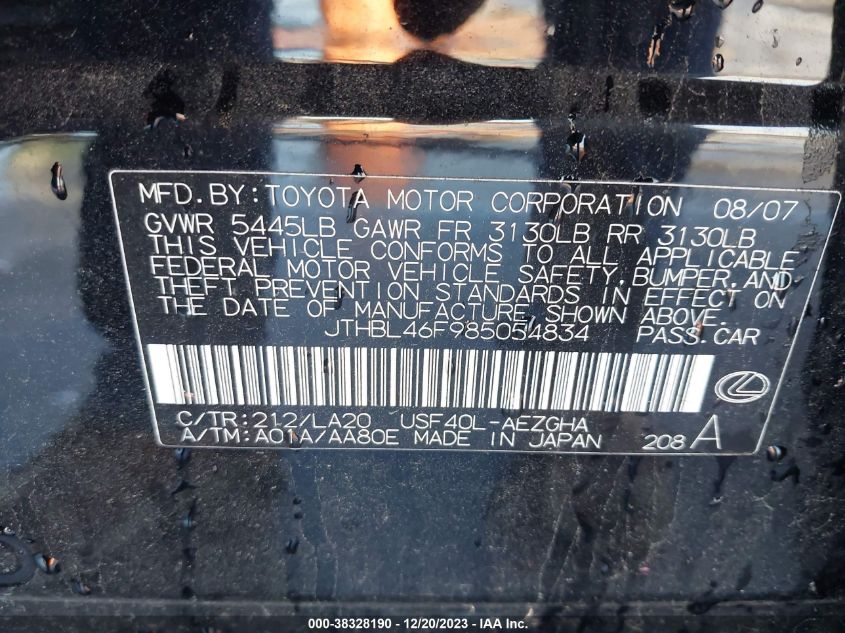 MFD.BY:TOYOTA MOTOR CORPORATION 08/07
GVWR 5445LB GAWR FR 3130LB RR 3130LB
THIS VEHICLE CONFORMS TO ALL APPLICABLE
FEDERAL MOTOR VEHICLE SAFETY,BUMPER,AND
THEFT PREVENTION STANDARDS IN EFFECT ON
THE DATE OF MANUFACTURE SHOWN ABOVE.
JTHBL46F985054834 PASS.CAR
C/TR:212/LA20 USF40L-AEZGHA
A/TM:A01A/AA80E MADE IN JAPAN 208 A
000-38328190 - 12/20/2023 - IAA Inc.